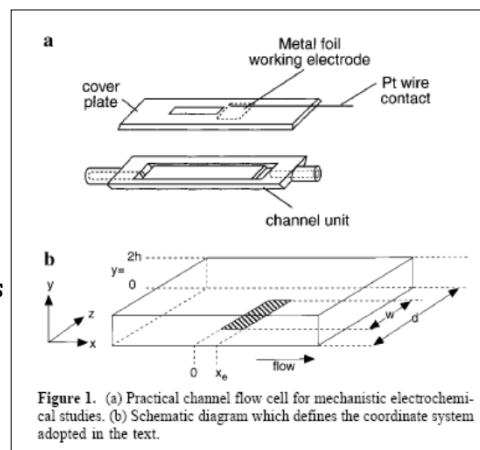 a
Metal foil
working electrode
cover
plate
Pt wire
contact
channel unit
b
2h
y=
0
y
z
x
0
xₑ
flow
w
d
s
Figure 1. (a) Practical channel flow cell for mechanistic electrochemi-
cal studies. (b) Schematic diagram which defines the coordinate system
adopted in the text.